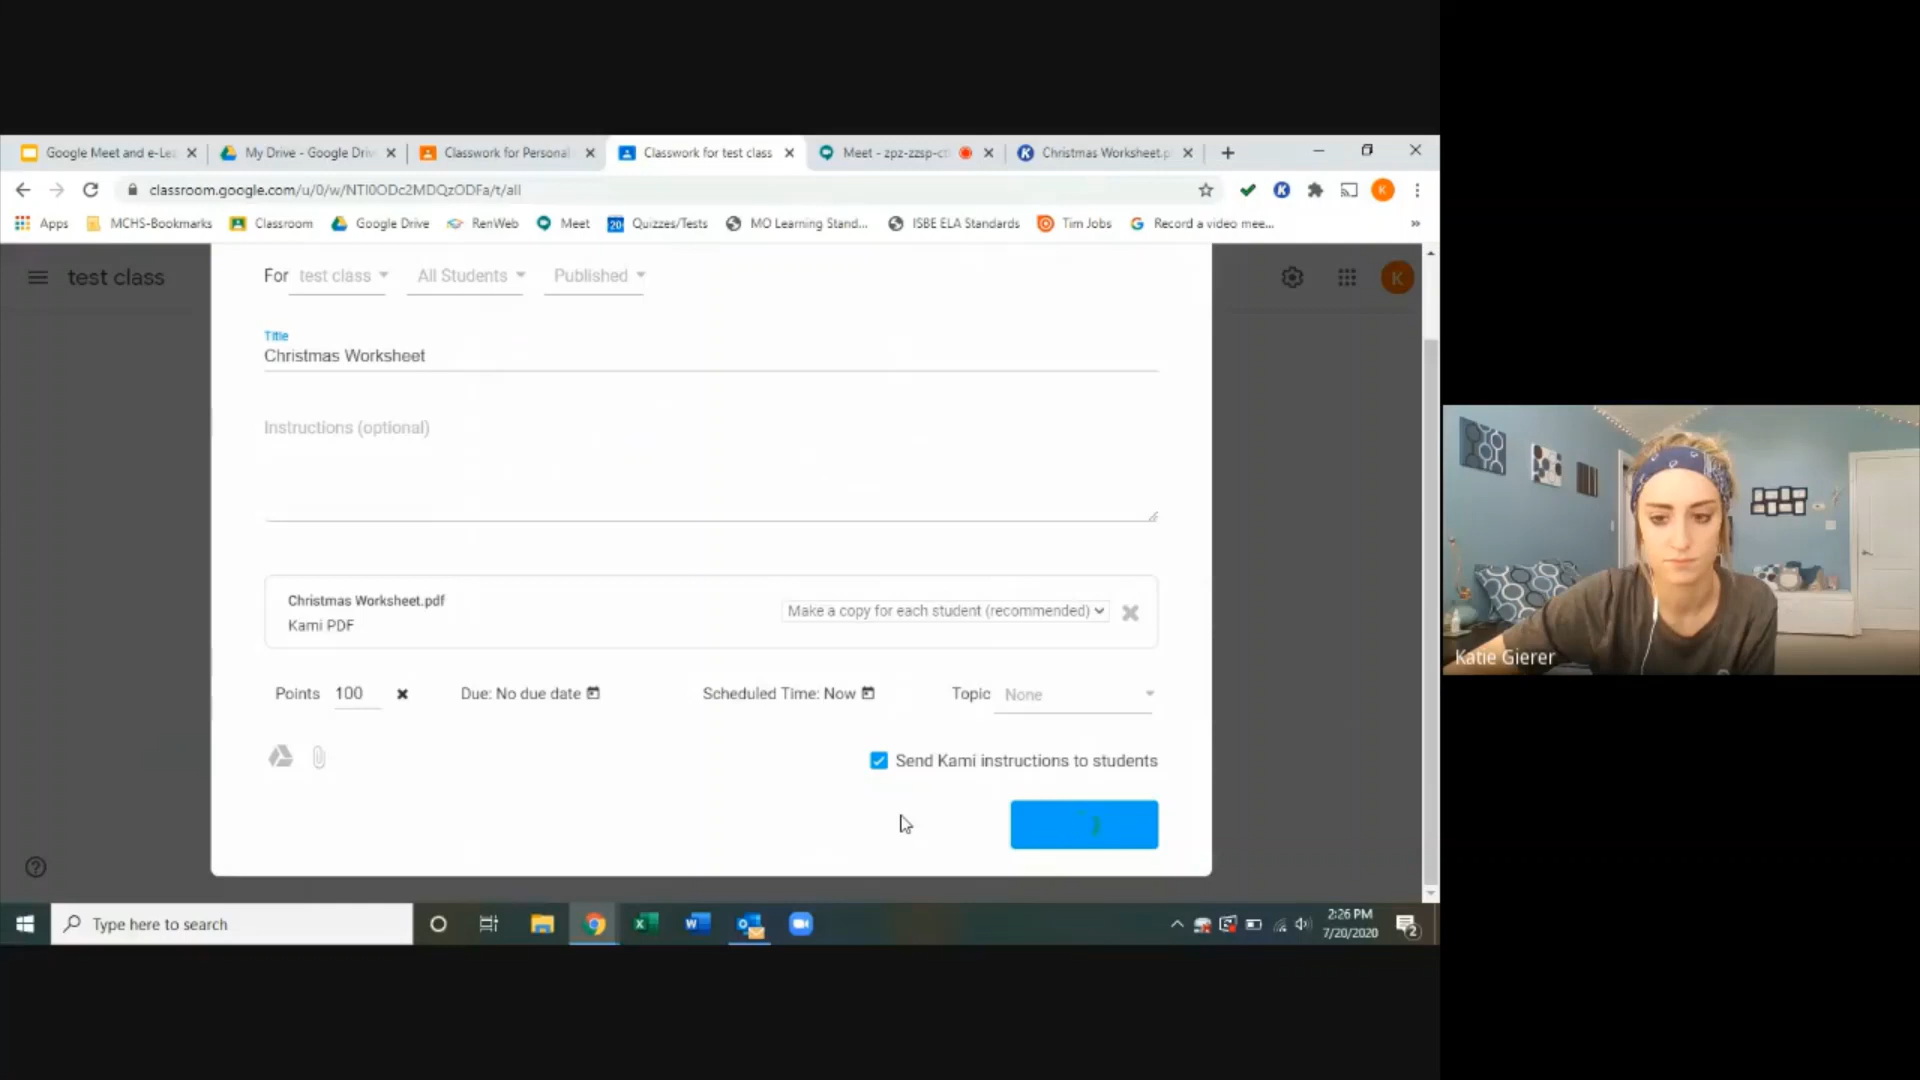 Google Meet and e-Le
My Drive - Google Driv
Classwork for Personal
Classwork for test class
Meet - zpz-zzsp-ct
Christmas Worksheet.p
classroom.google.com/u/0/w/NTI0ODc2MDQzODFa/t/all
K
Apps
MCHS-Bookmarks
Classroom
Google Drive
RenWeb
Meet
20
Quizzes/Tests
MO Learning Stand...
ISBE ELA Standards
Tim Jobs
Record a video mee...
»
test class
For
test class
All Students
Published
K
Title
Christmas Worksheet
Instructions (optional)
Christmas Worksheet.pdf
Kami PDF
Make a copy for each student (recommended)
Points
100
Due: No due date
Scheduled Time: Now
Topic
None
Send Kami instructions to students
Type here to search
2:26 PM
7/20/2020
2
Katie Gierer